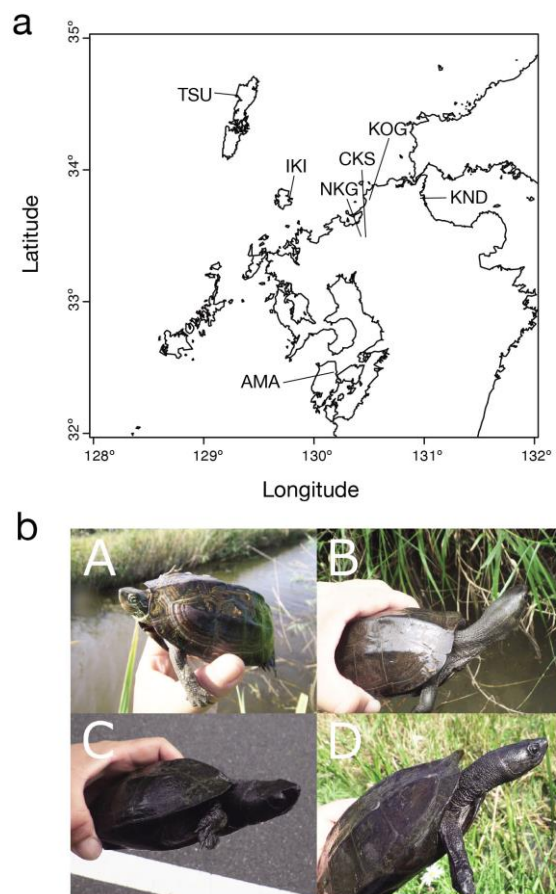 a
35°
34°
33°
32°
Latitude
TSU
IKI
KOG
CKS
NKG
KND
AMA
128°
129°
130°
131°
132°
Longitude
b
A
B
C
D